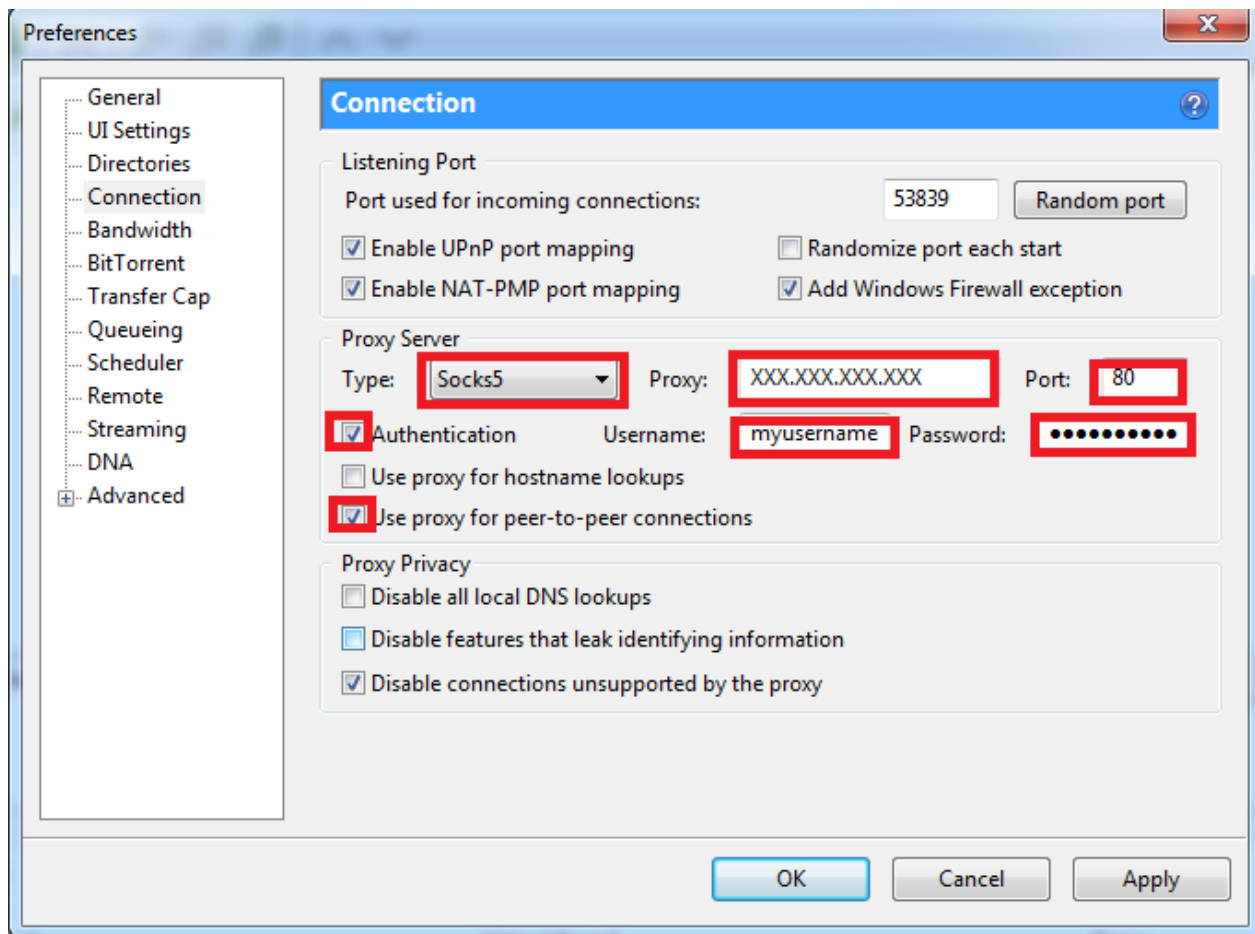 Preferences
General
UI Settings
Directories
Connection
Bandwidth
BitTorrent
Transfer Cap
Queueing
Scheduler
Remote
Streaming
DNA
Advanced
Connection
Listening Port
Port used for incoming connections: 53839 Random port
Enable UPnP port mapping Randomize port each start
Enable NAT-PMP port mapping Add Windows Firewall exception
Proxy Server
Type: Socks5 Proxy: XXX.XXX.XXX.XXX Port: 80
Authentication Username: myusername Password: ••••••••••
Use proxy for hostname lookups
Use proxy for peer-to-peer connections
Proxy Privacy
Disable all local DNS lookups
Disable features that leak identifying information
Disable connections unsupported by the proxy
OK Cancel Apply